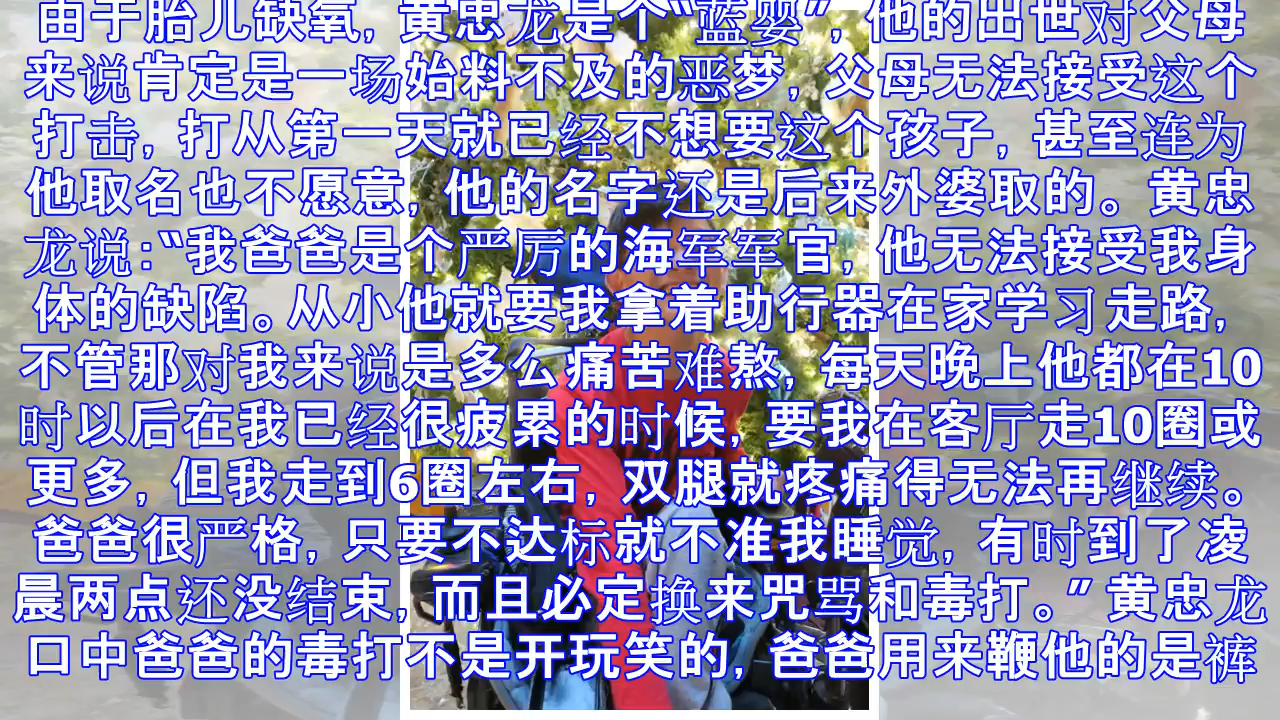 由于胎儿缺氧，黄忠龙是个“蓝婴”，他的出世对父母
来说肯定是一场始料不及的恶梦，父母无法接受这个
打击，打从第一天就已经不想要这个孩子，甚至连为
他取名也不愿意，他的名字还是后来外婆取的。黄忠
龙说：“我爸爸是个严厉的海军军官，他无法接受我身
体的缺陷。从小他就要我拿着助行器在家学习走路，
不管那对我来说是多么痛苦难熬，每天晚上他都在10
时以后在我已经很疲累的时候，要我在客厅走10圈或
更多，但我走到6圈左右，双腿就疼痛得无法再继续。
爸爸很严格，只要不达标就不准我睡觉，有时到了凌
晨两点还没结束，而且必定换来咒骂和毒打。”黄忠龙
口中爸爸的毒打不是开玩笑的，爸爸用来鞭他的是裤